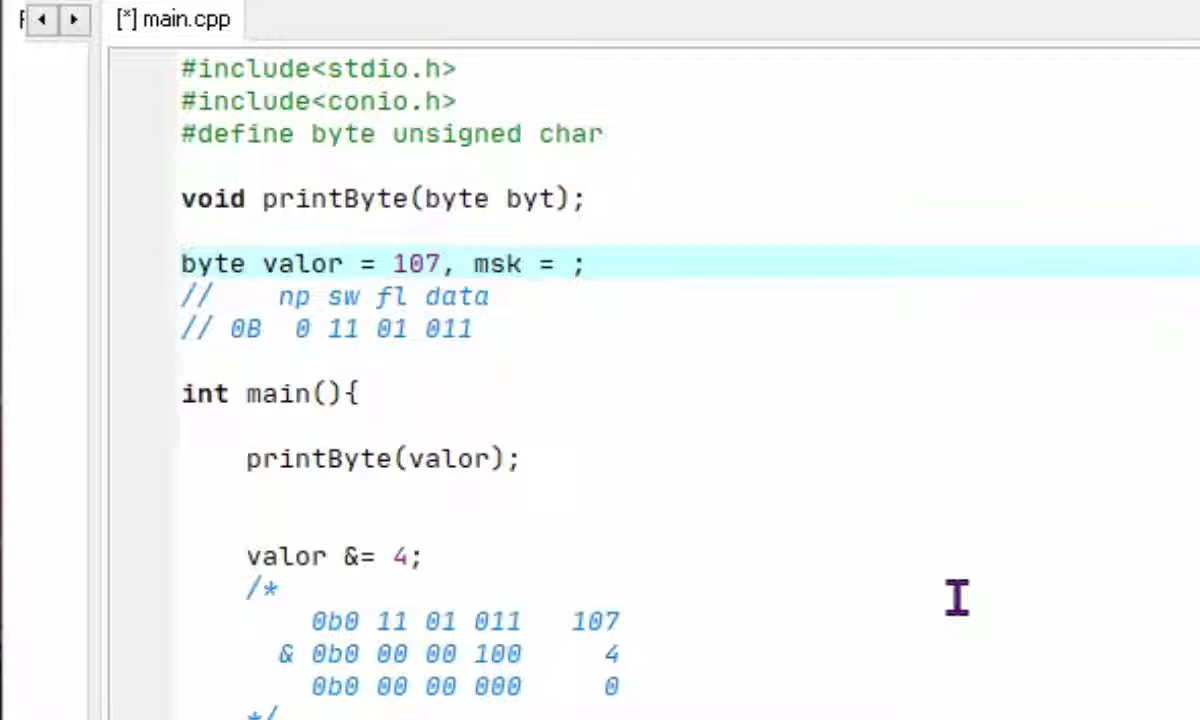 [*] main.cpp
#include<stdio.h>
#include<conio.h>
#define byte unsigned char
void printByte(byte byt);
byte valor = 107, msk = ;
//    np sw fl data
// 0B  0 11 01 011
int main(){
printByte(valor);
valor &= 4;
/*
0b0 11 01 011   107
& 0b0 00 00 100     4
0b0 00 00 000     0
*/